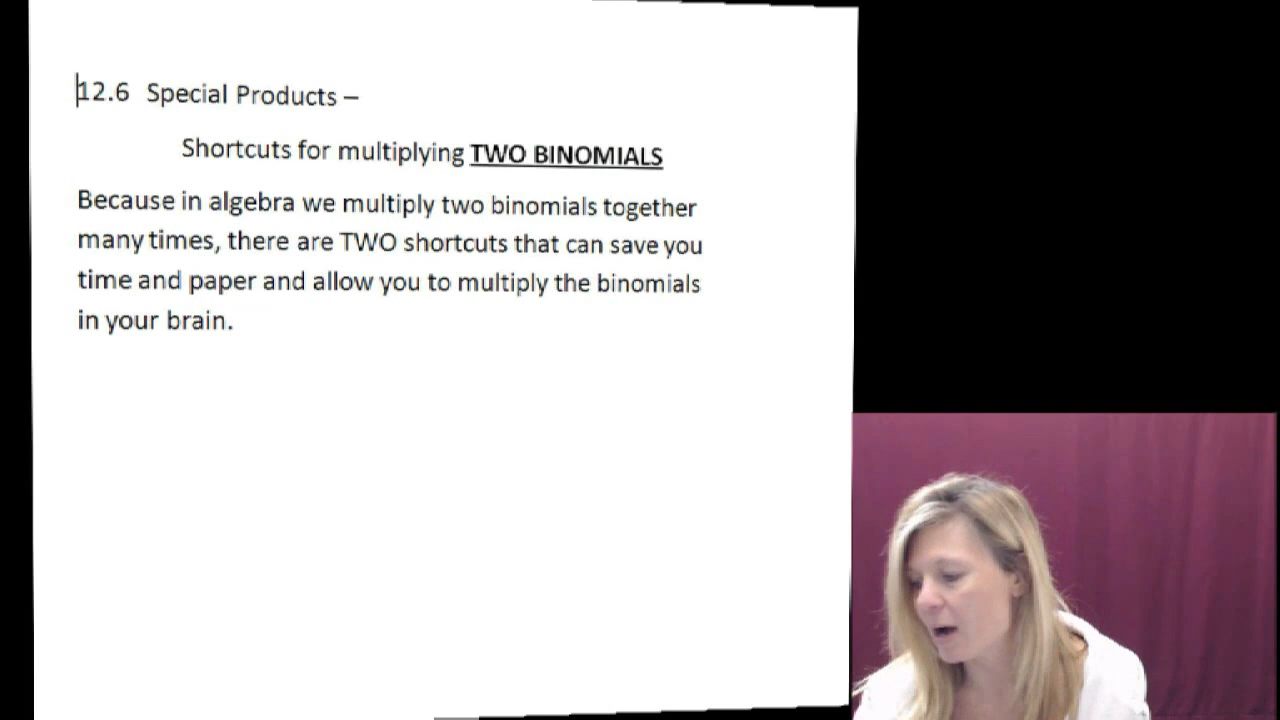 12.6 Special Products –
Shortcuts for multiplying TWO BINOMIALS
Because in algebra we multiply two binomials together
many times, there are TWO shortcuts that can save you
time and paper and allow you to multiply the binomials
in your brain.